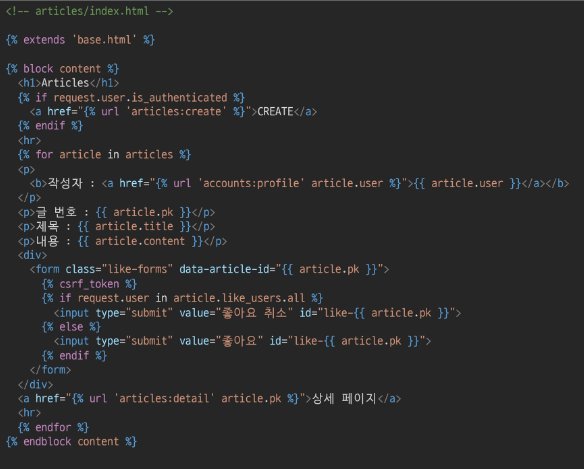 <!-- articles/index.html -->
{% extends 'base.html' %}
{% block content %}
<h1>Articles</h1>
{% if request.user.is_authenticated %}
<a href="{% url 'articles:create' %}">CREATE</a>
{% endif %}
<hr>
{% for article in articles %}
<p>
<b>작성자 : <a href="{% url 'accounts:profile' article.user %}">{{ article.user }}</a></b>
</p>
<p>글 번호 : {{ article.pk }}</p>
<p>제목 : {{ article.title }}</p>
<p>내용 : {{ article.content }}</p>
<div>
<form class="like-forms" data-article-id="{{ article.pk }}">
{% csrf_token %}
{% if request.user in article.like_users.all %}
<input type="submit" value="좋아요 취소" id="like-{{ article.pk }}">
{% else %}
<input type="submit" value="좋아요" id="like-{{ article.pk }}">
{% endif %}
</form>
</div>
<a href="{% url 'articles:detail' article.pk %}">상세 페이지</a>
<hr>
{% endfor %}
{% endblock content %}